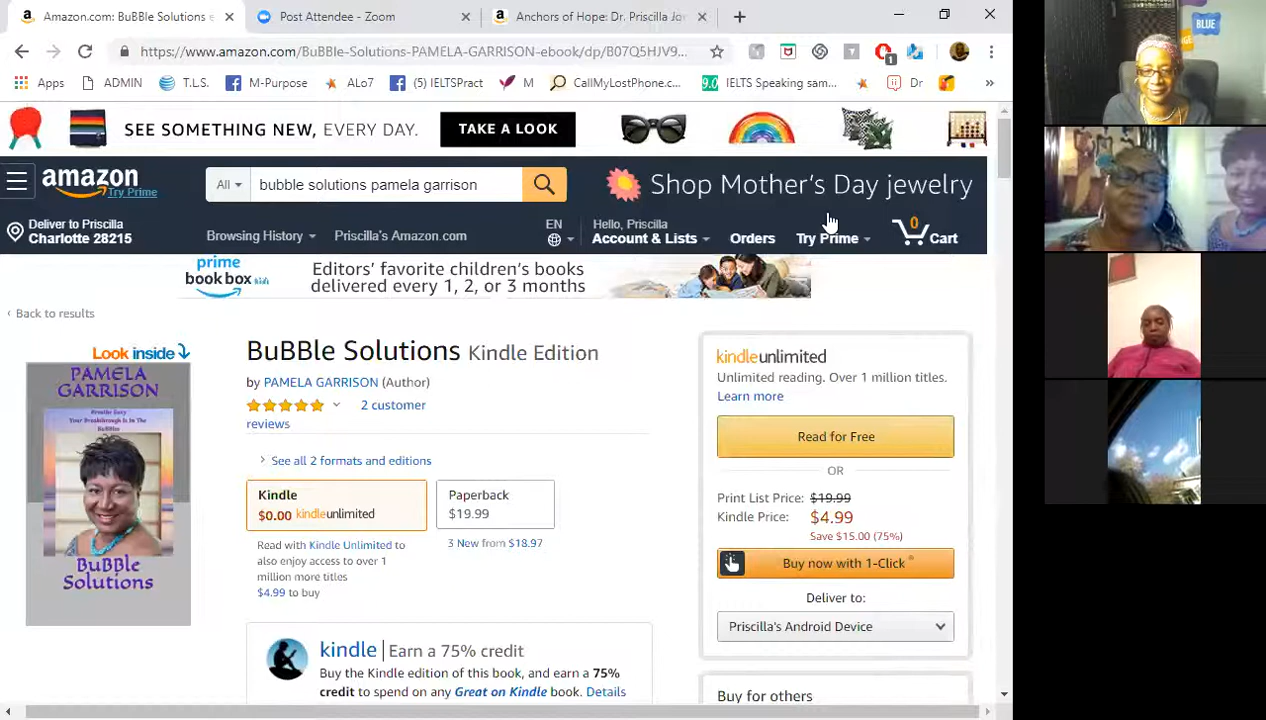 Amazon.com: BuBBle Solutions e
Post Attendee - Zoom
Anchors of Hope: Dr. Priscilla Jo
https://www.amazon.com/BuBBle-Solutions-PAMELA-GARRISON-ebook/dp/B07Q5HJV9...
1
Apps
ADMIN
T.L.S.
M-Purpose
ALo7
(5) IELTSPract
M
9.0
CallMyLostPhone.c...
IELTS Speaking sam...
Dr
SEE SOMETHING NEW, EVERY DAY.
TAKE A LOOK
amazon
Try Prime
All
bubble solutions pamela garrison
Shop Mother's Day jewelry
Deliver to Priscilla
Charlotte 28215
Browsing History
Priscilla's Amazon.com
EN
Hello, Priscilla
Account & Lists
Orders
Try Prime
0
Cart
prime
book box kids
Editors' favorite children's books
delivered every 1, 2, or 3 months
‹ Back to results
Look inside
PAMELA
GARRISON
Breathe Easy
Your Breakthrough Is In The
BuBBles
BuBBle
Solutions
BuBBle Solutions Kindle Edition
by PAMELA GARRISON (Author)
2 customer
reviews
See all 2 formats and editions
Kindle
$0.00 kindleunlimited
Paperback
$19.99
Read with Kindle Unlimited to
also enjoy access to over 1
million more titles
$4.99 to buy
3 New from $18.97
kindle | Earn a 75% credit
Buy the Kindle edition of this book, and earn a 75%
credit to spend on any Great on Kindle book. Details
kindleunlimited
Unlimited reading. Over 1 million titles.
Learn more
Read for Free
OR
Print List Price: $19.99
Kindle Price: $4.99
Save $15.00 (75%)
Buy now with 1-Click®
Deliver to:
Priscilla's Android Device
Buy for others
BLUE